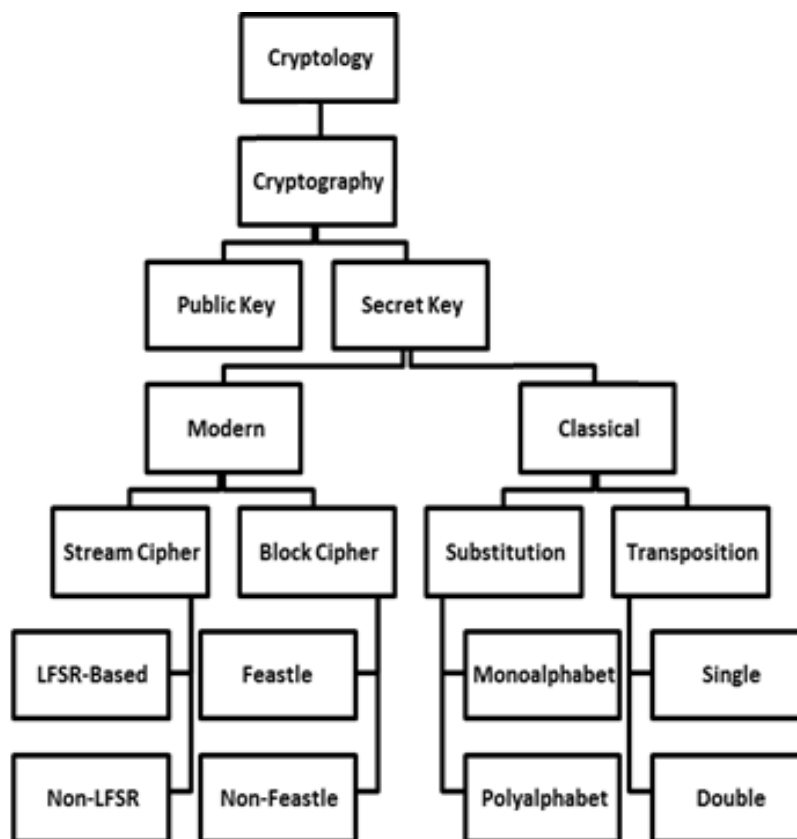 Cryptology
Cryptography
Public Key
Secret Key
Modern
Classical
Stream Cipher
Block Cipher
Substitution
Transposition
LFSR-Based
Feastle
Monoalphabet
Single
Non-LFSR
Non-Feastle
Polyalphabet
Double